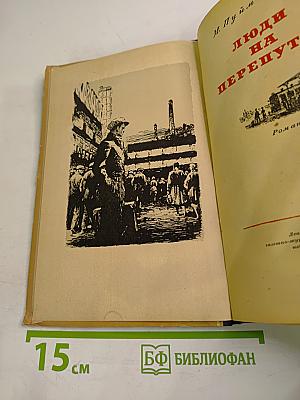 М. Пуйм
ЛЮДИ
НА
ПЕРЕПУТ
Роман
15 см
БФ БИБЛИОФАН